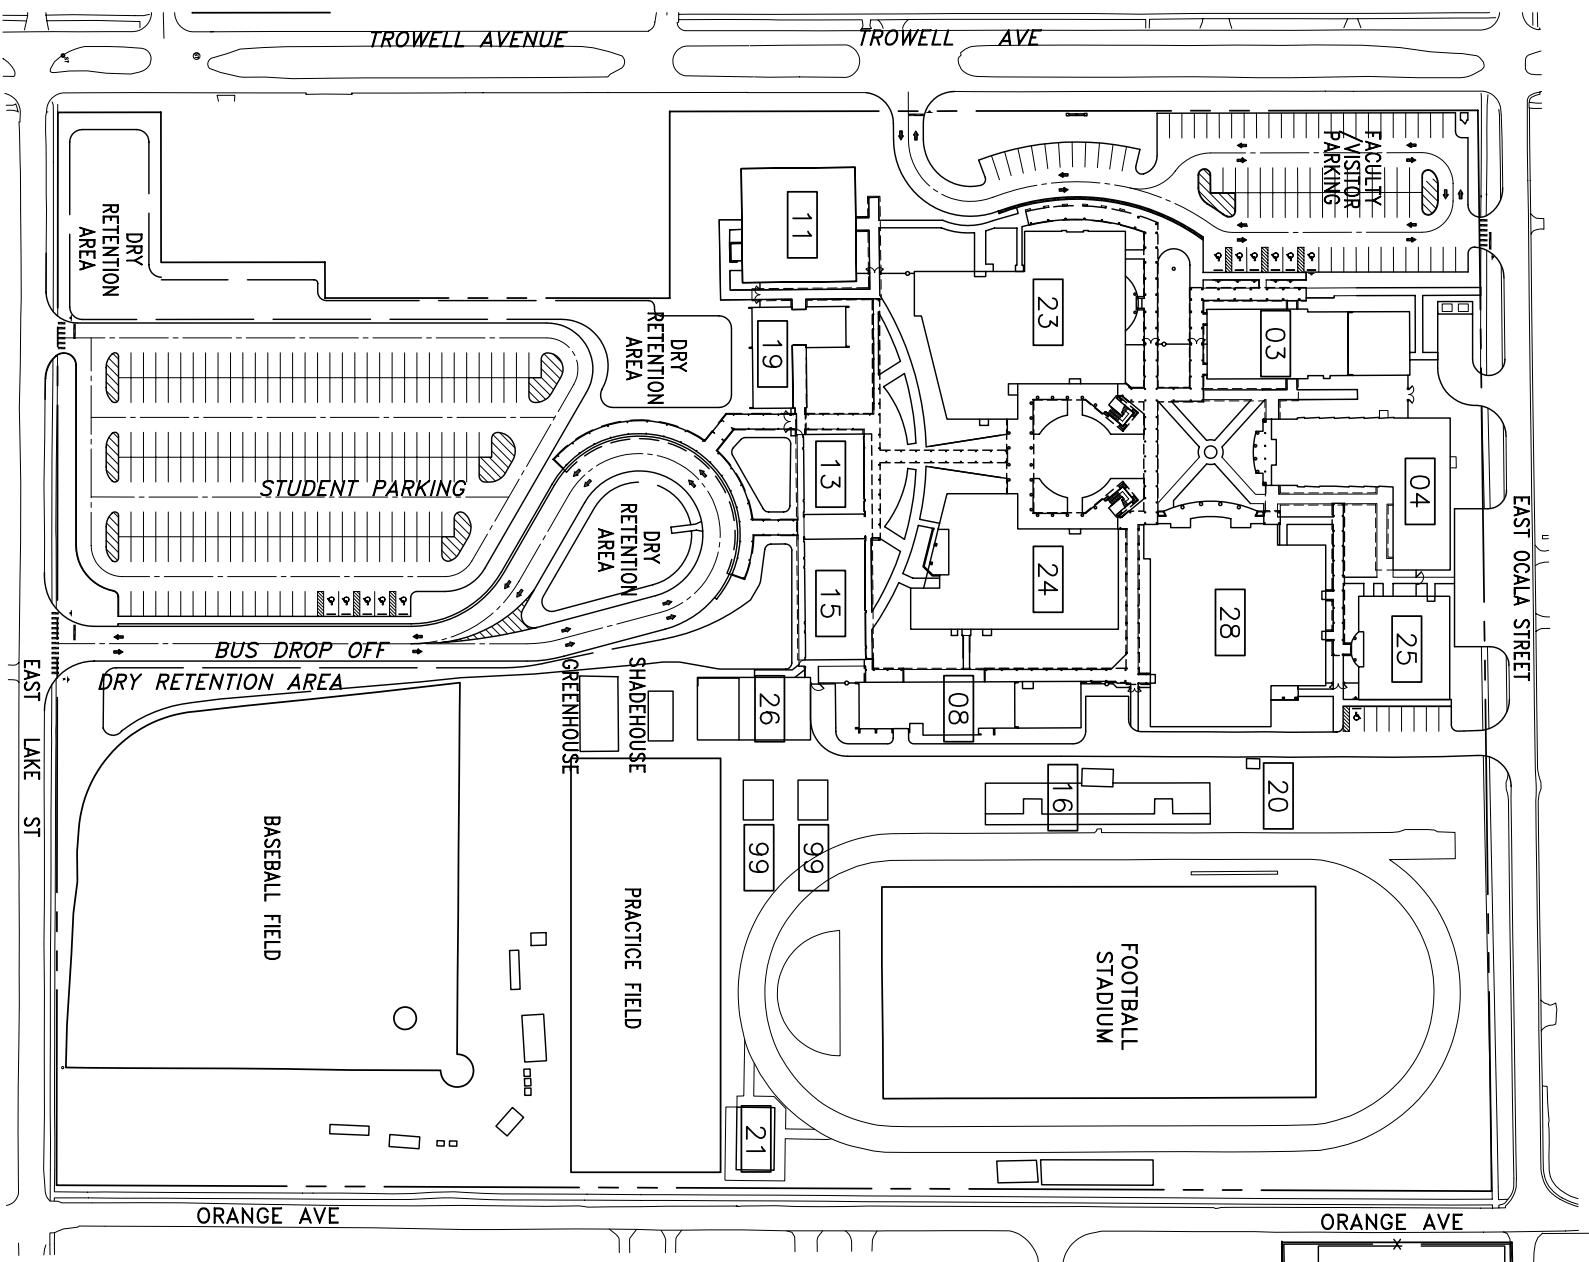 TROWELL AVENUE
TROWELL AVE
FACULTY
/VISITOR
PARKING
DRY
RETENTION
AREA
11
23
03
19
DRY
RETENTION
AREA
STUDENT PARKING
13
04
DRY
RETENTION
AREA
24
15
28
25
EAST OCALA STREET
BUS DROP OFF
DRY RETENTION AREA
EAST LAKE ST
GREENHOUSE
SHADEHOUSE
26
08
16
20
99
99
BASEBALL FIELD
PRACTICE FIELD
FOOTBALL
STADIUM
21
ORANGE AVE
ORANGE AVE